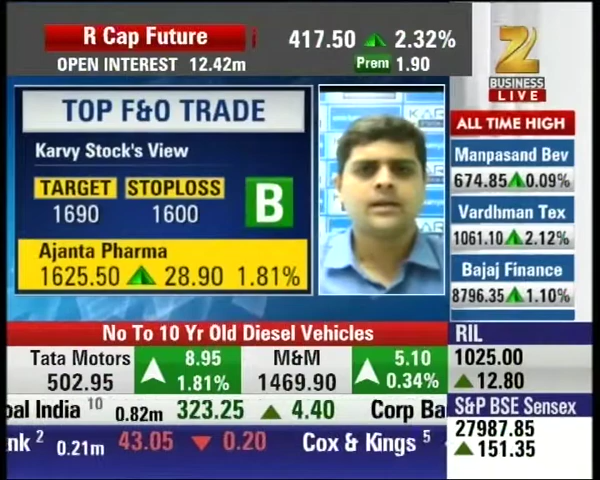 R Cap Future
417.50 2.32%
OPEN INTEREST 12.42m
Prem 1.90
Z
BUSINESS
LIVE
TOP F&O TRADE
Karvy Stock's View
TARGET STOPLOSS
1690 1600
B
Ajanta Pharma
1625.50 28.90 1.81%
ALL TIME HIGH
Manpasand Bev
674.85 0.09%
Vardhman Tex
1061.10 2.12%
Bajaj Finance
8796.35 1.10%
No To 10 Yr Old Diesel Vehicles
Tata Motors 8.95 M&M 5.10
502.95 1.81% 1469.90 0.34%
RIL
1025.00
12.80
oal India 10 0.82m 323.25 4.40 Corp Ba
nk 2 0.21m 43.05 0.20 Cox & Kings 5
S&P BSE Sensex
27987.85
151.35